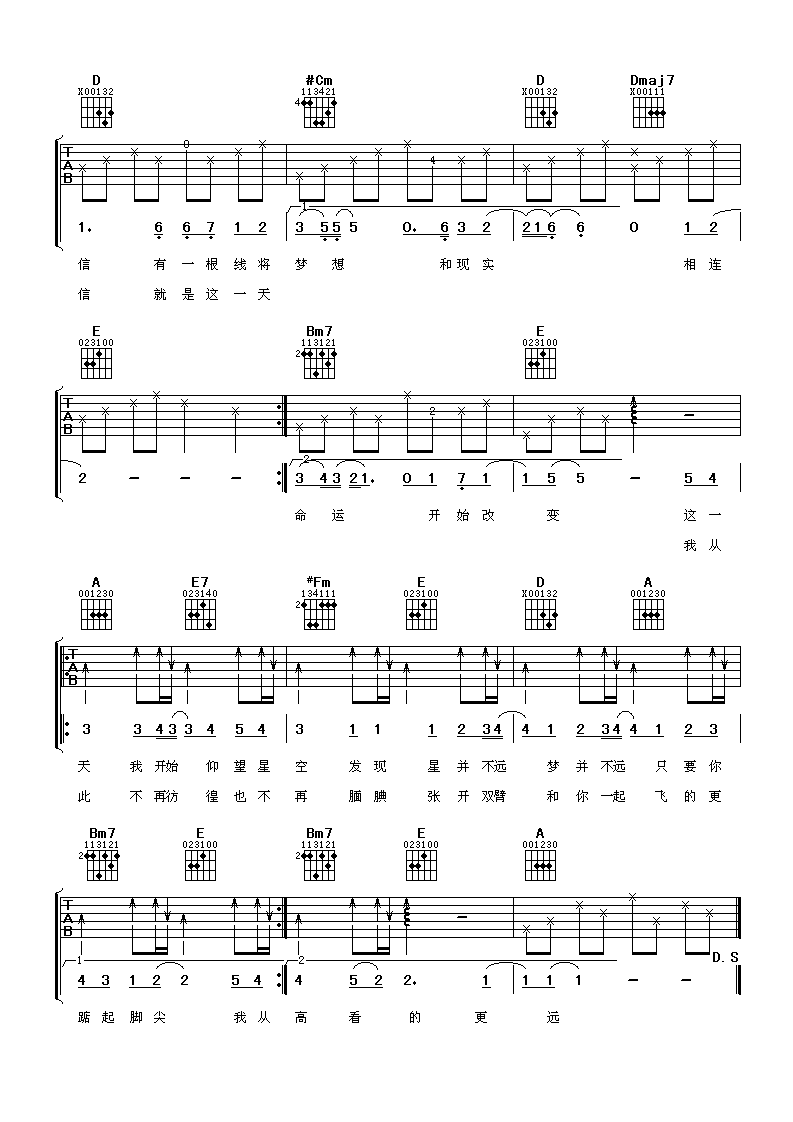 D #Cm D Dmaj7
X00132 113421 X00132 X00111
4
T A B 0 4
1
1. 6 6 7 1 2 3 5 5 5 0. 6 3 2 2 1 6 6 0 1 2
信 有 一 根 线 将 梦 想 和 现 实 相 连
信 就 是 这 一 天
E Bm7 E
023100 113121 023100
2
T A B 2 -
2
2 - - - 3 4 3 2 1. 0 1 7 1 1 5 5 - 5 4
命 运 开 始 改 变 这 一
我 从
A E7 #Fm E D A
001230 023140 134111 023100 X00132 001230
2
T A B
3 3 4 3 3 4 5 4 3 1 1 1 2 3 4 4 1 2 3 4 4 1 2 3
天 我 开始 仰 望 星 空 发 现 星 并 不远 梦 并 不远 只 要 你
此 不 再彷 徨 也 不 再 腼 腆 张 开 双臂 和 你 一起 飞 的 更
Bm7 E Bm7 E A
113121 023100 113121 023100 001230
2 2
T A B -
1 2 D.S
4 3 1 2 2 5 4 4 5 2 2. 1 1 1 1 - -
踮 起 脚 尖 我 从 高 看 的 更 远